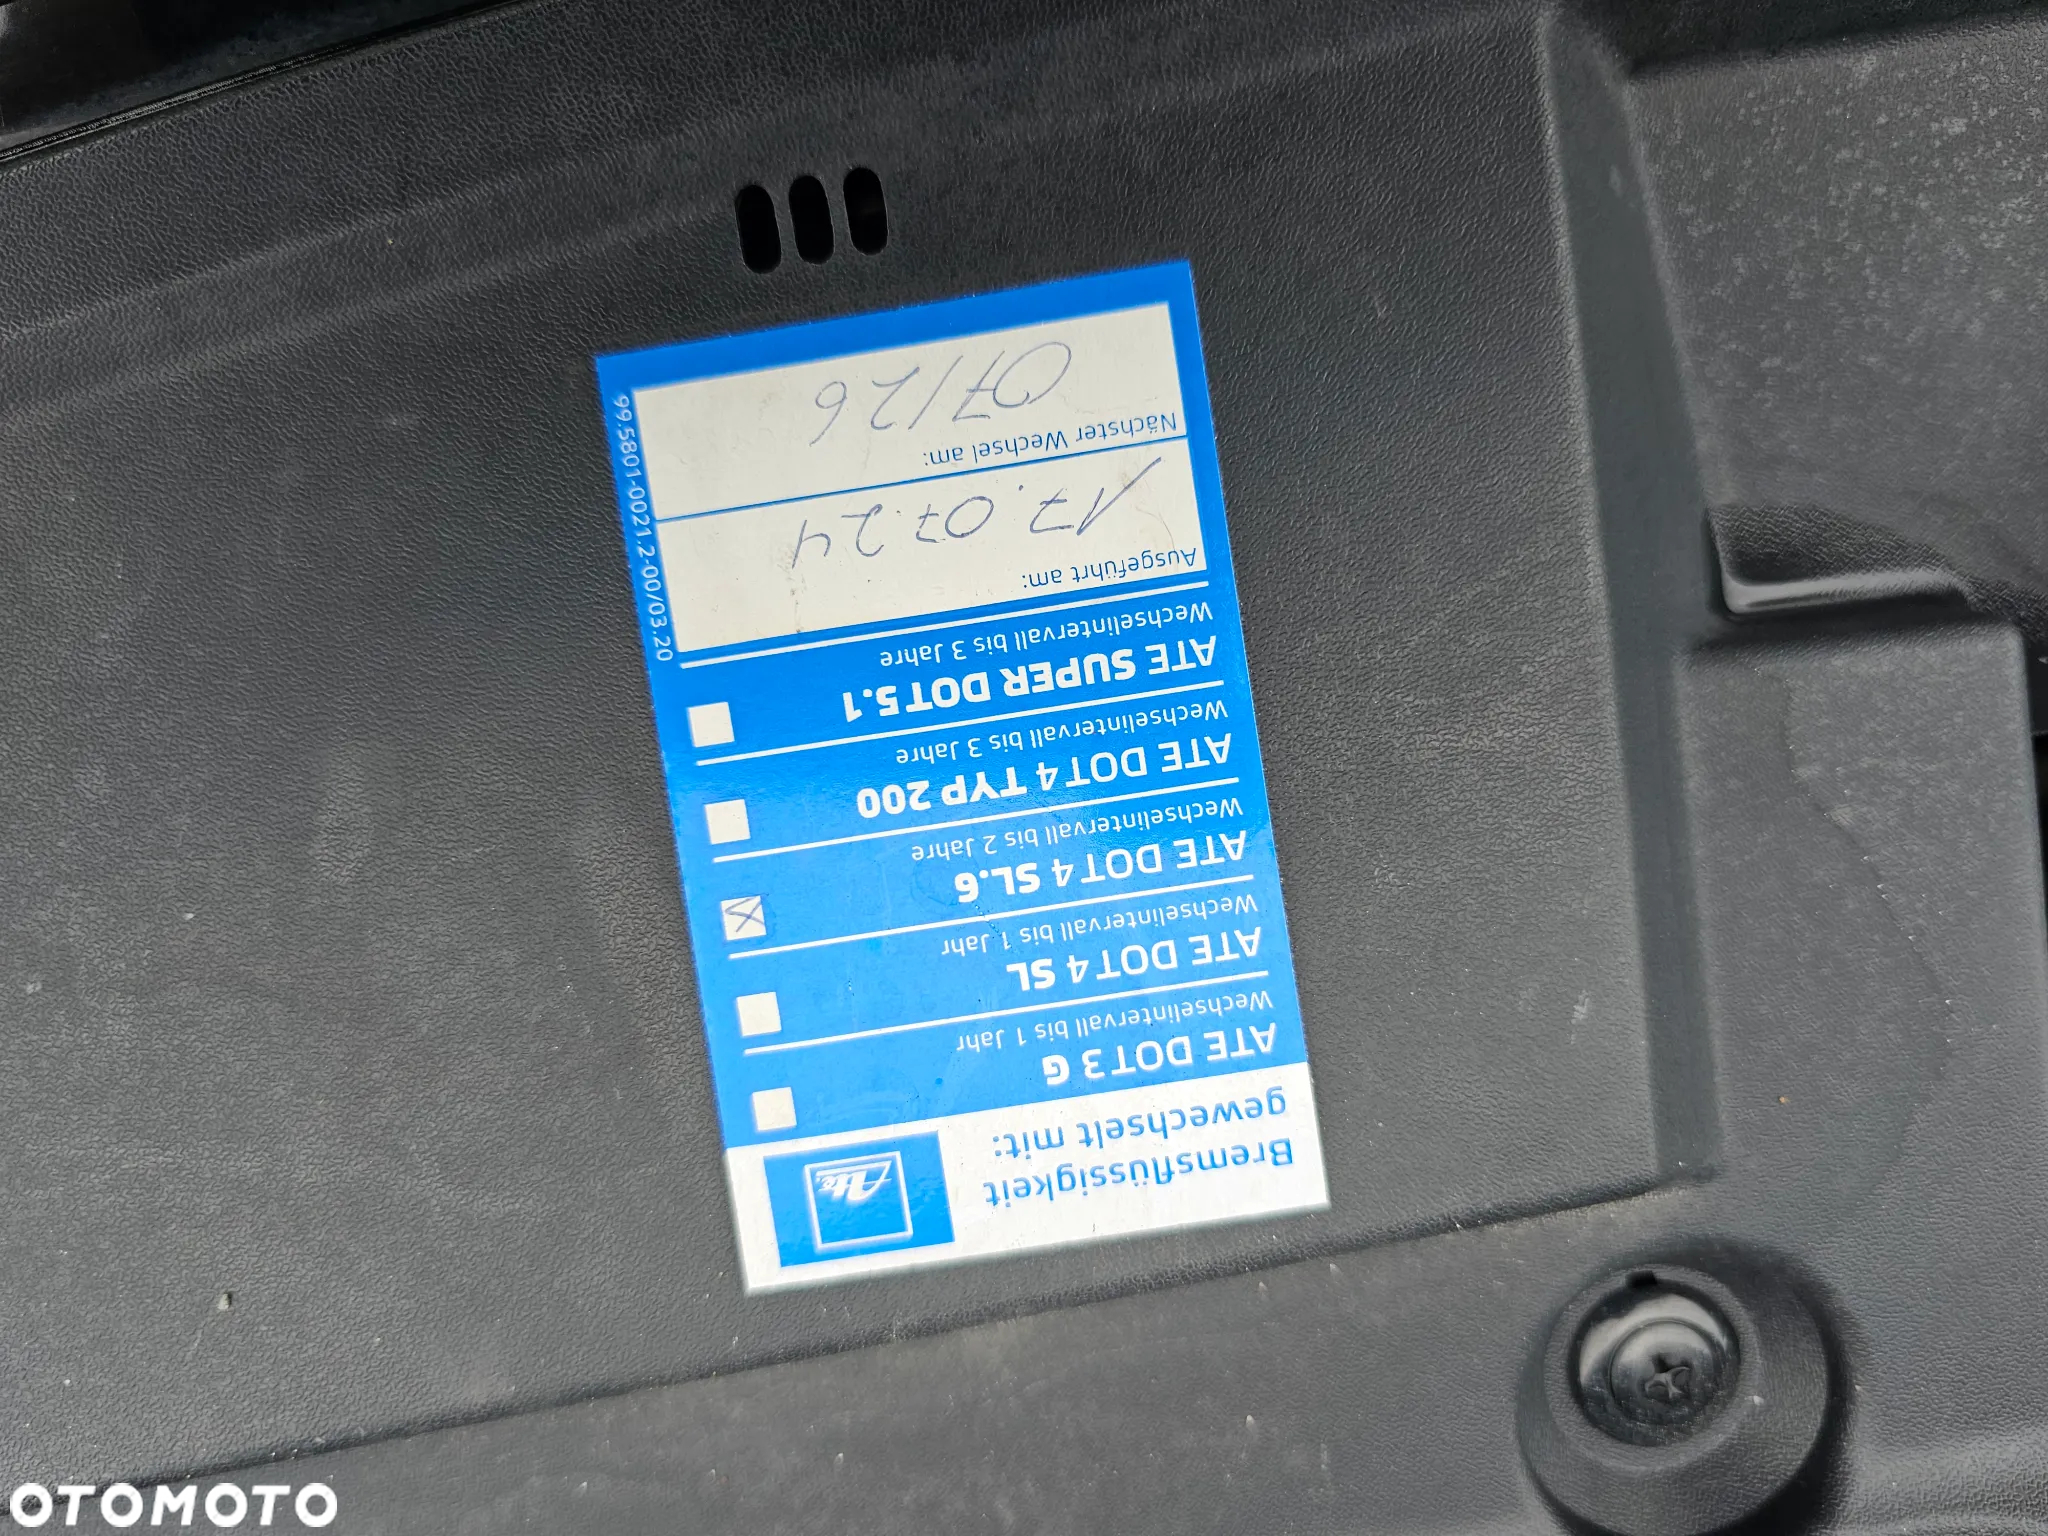 Bremsflüssigkeit
gewechselt mit:
Ate
ATE DOT 3 G
Wechselintervall bis 1 Jahr
ATE DOT 4 SL
Wechselintervall bis 1 Jahr
ATE DOT 4 SL.6
Wechselintervall bis 2 Jahre
ATE DOT 4 TYP 200
Wechselintervall bis 3 Jahre
ATE SUPER DOT 5.1
Wechselintervall bis 3 Jahre
Ausgeführt am:
17.07.24
Nächster Wechsel am:
07/26
99.5801-0021.2-00/03.20
OTOMOTO